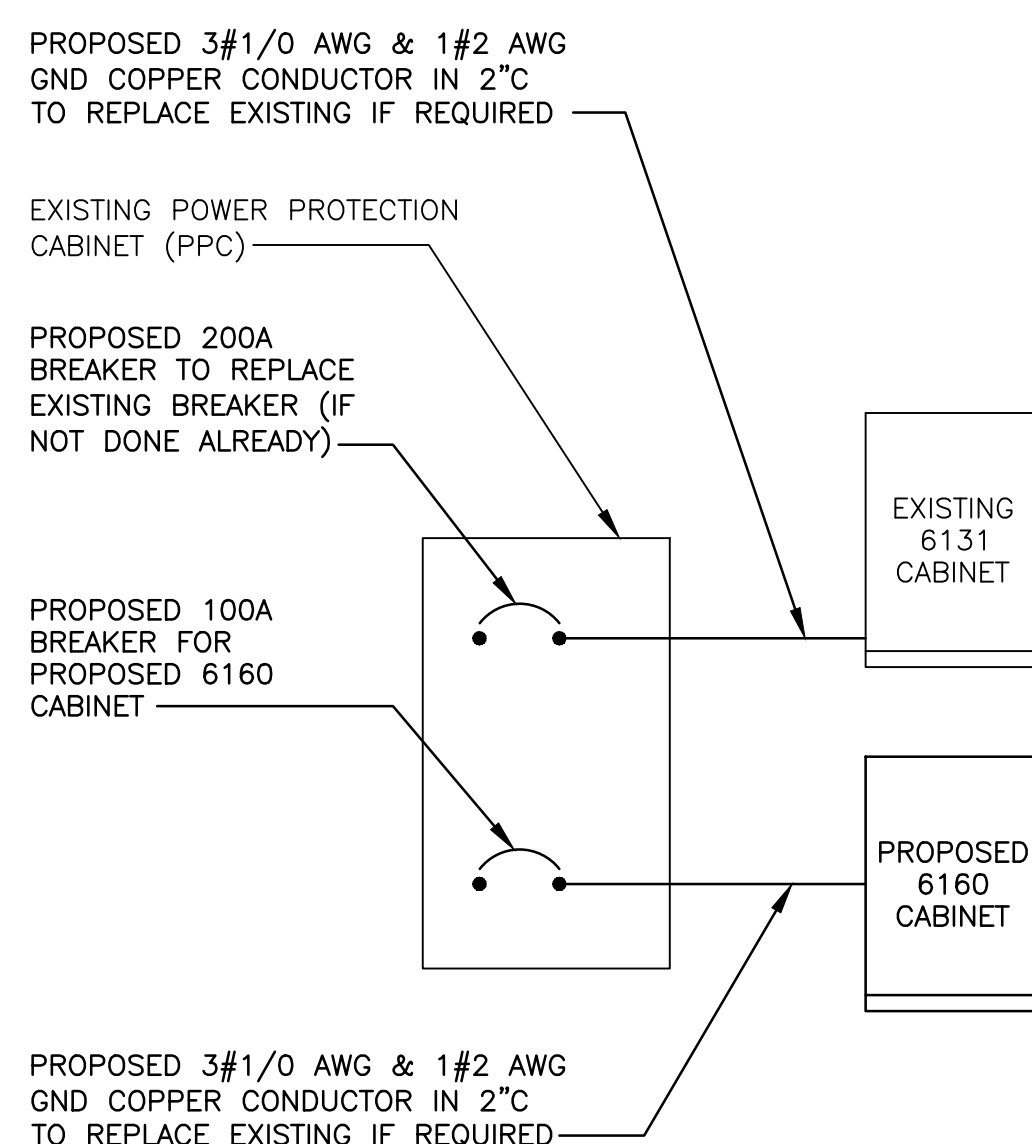 PROPOSED 3#1/0 AWG & 1#2 AWG
GND COPPER CONDUCTOR IN 2"C
TO REPLACE EXISTING IF REQUIRED
EXISTING POWER PROTECTION
CABINET (PPC)
PROPOSED 200A
BREAKER TO REPLACE
EXISTING BREAKER (IF
NOT DONE ALREADY)
EXISTING
6131
CABINET
PROPOSED 100A
BREAKER FOR
PROPOSED 6160
CABINET
PROPOSED
6160
CABINET
PROPOSED 3#1/0 AWG & 1#2 AWG
GND COPPER CONDUCTOR IN 2"C
TO REPLACE EXISTING IF REQUIRED